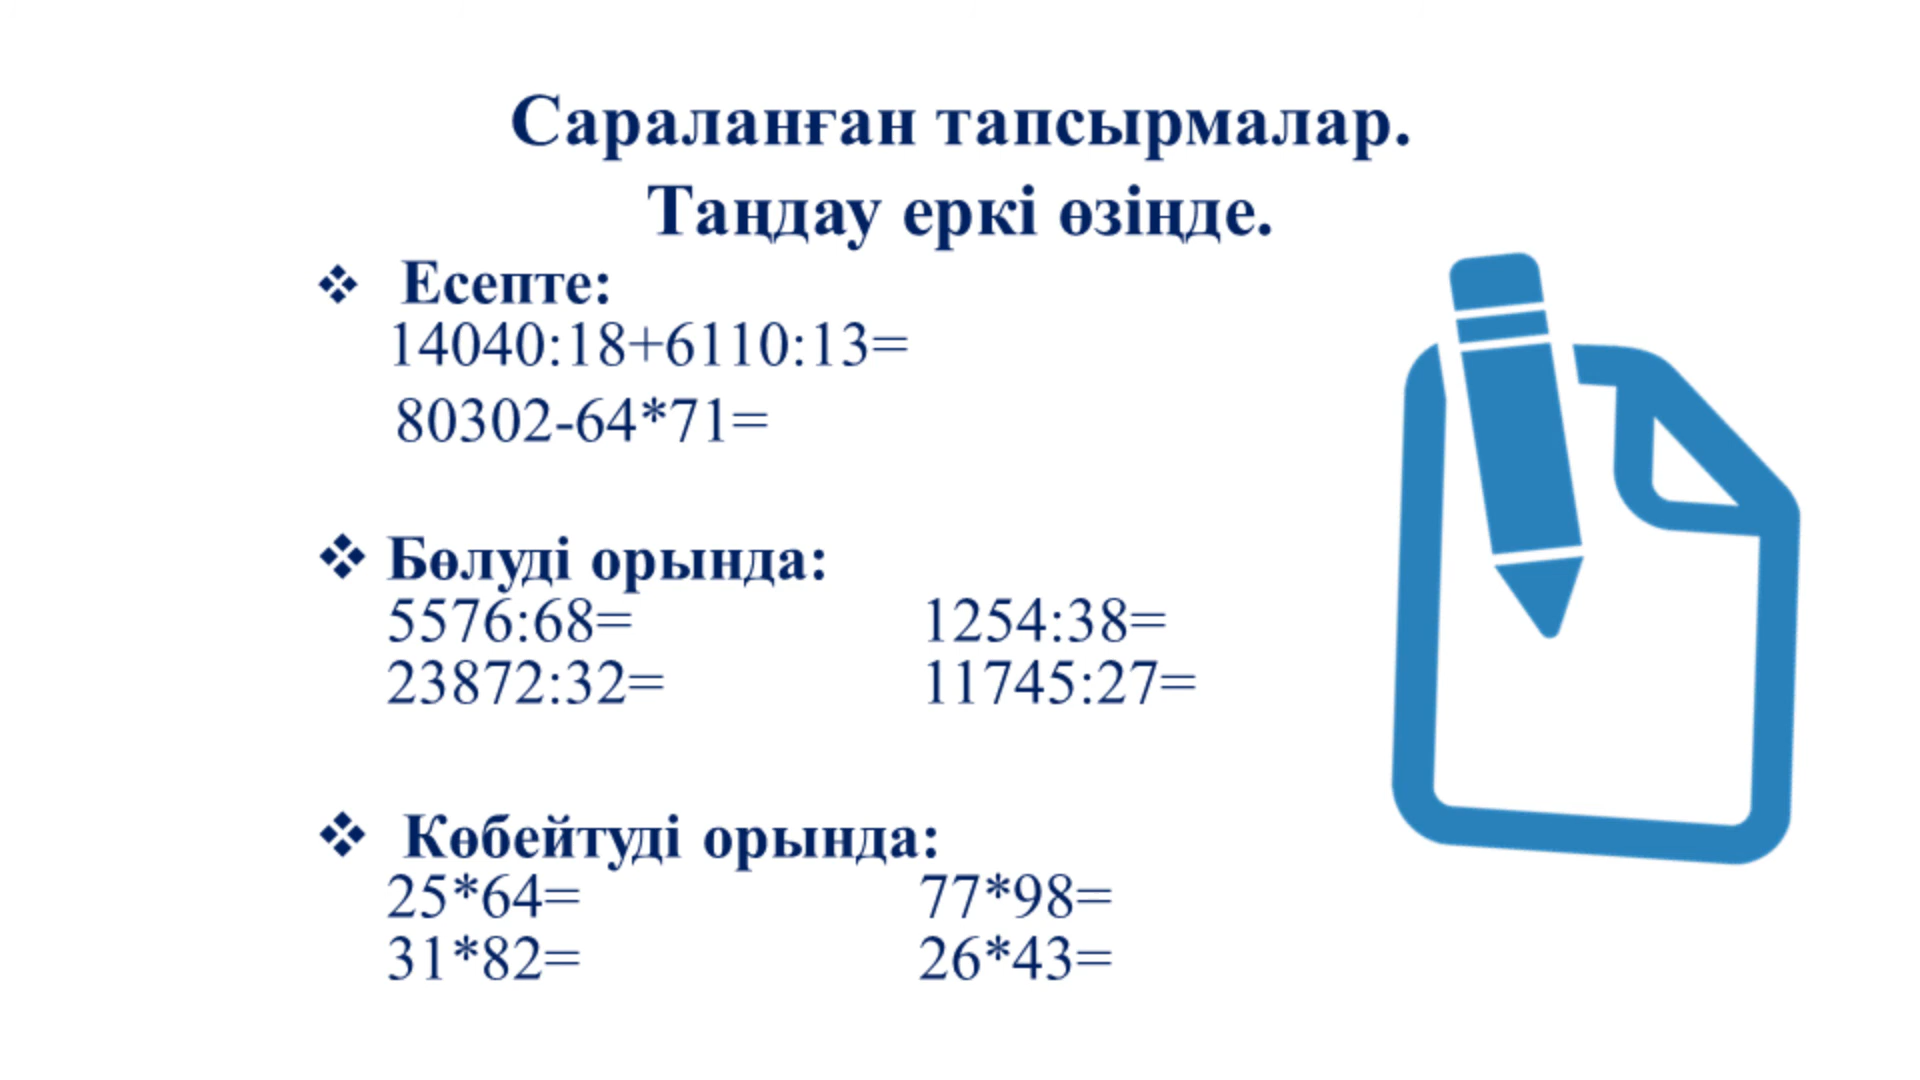 Сараланған тапсырмалар.
Таңдау еркі өзіңде.
❖ Есепте:
14040:18+6110:13=
80302-64*71=
❖ Бөлуді орында:
5576:68= 1254:38=
23872:32= 11745:27=
❖ Көбейтуді орында:
25*64= 77*98=
31*82= 26*43=